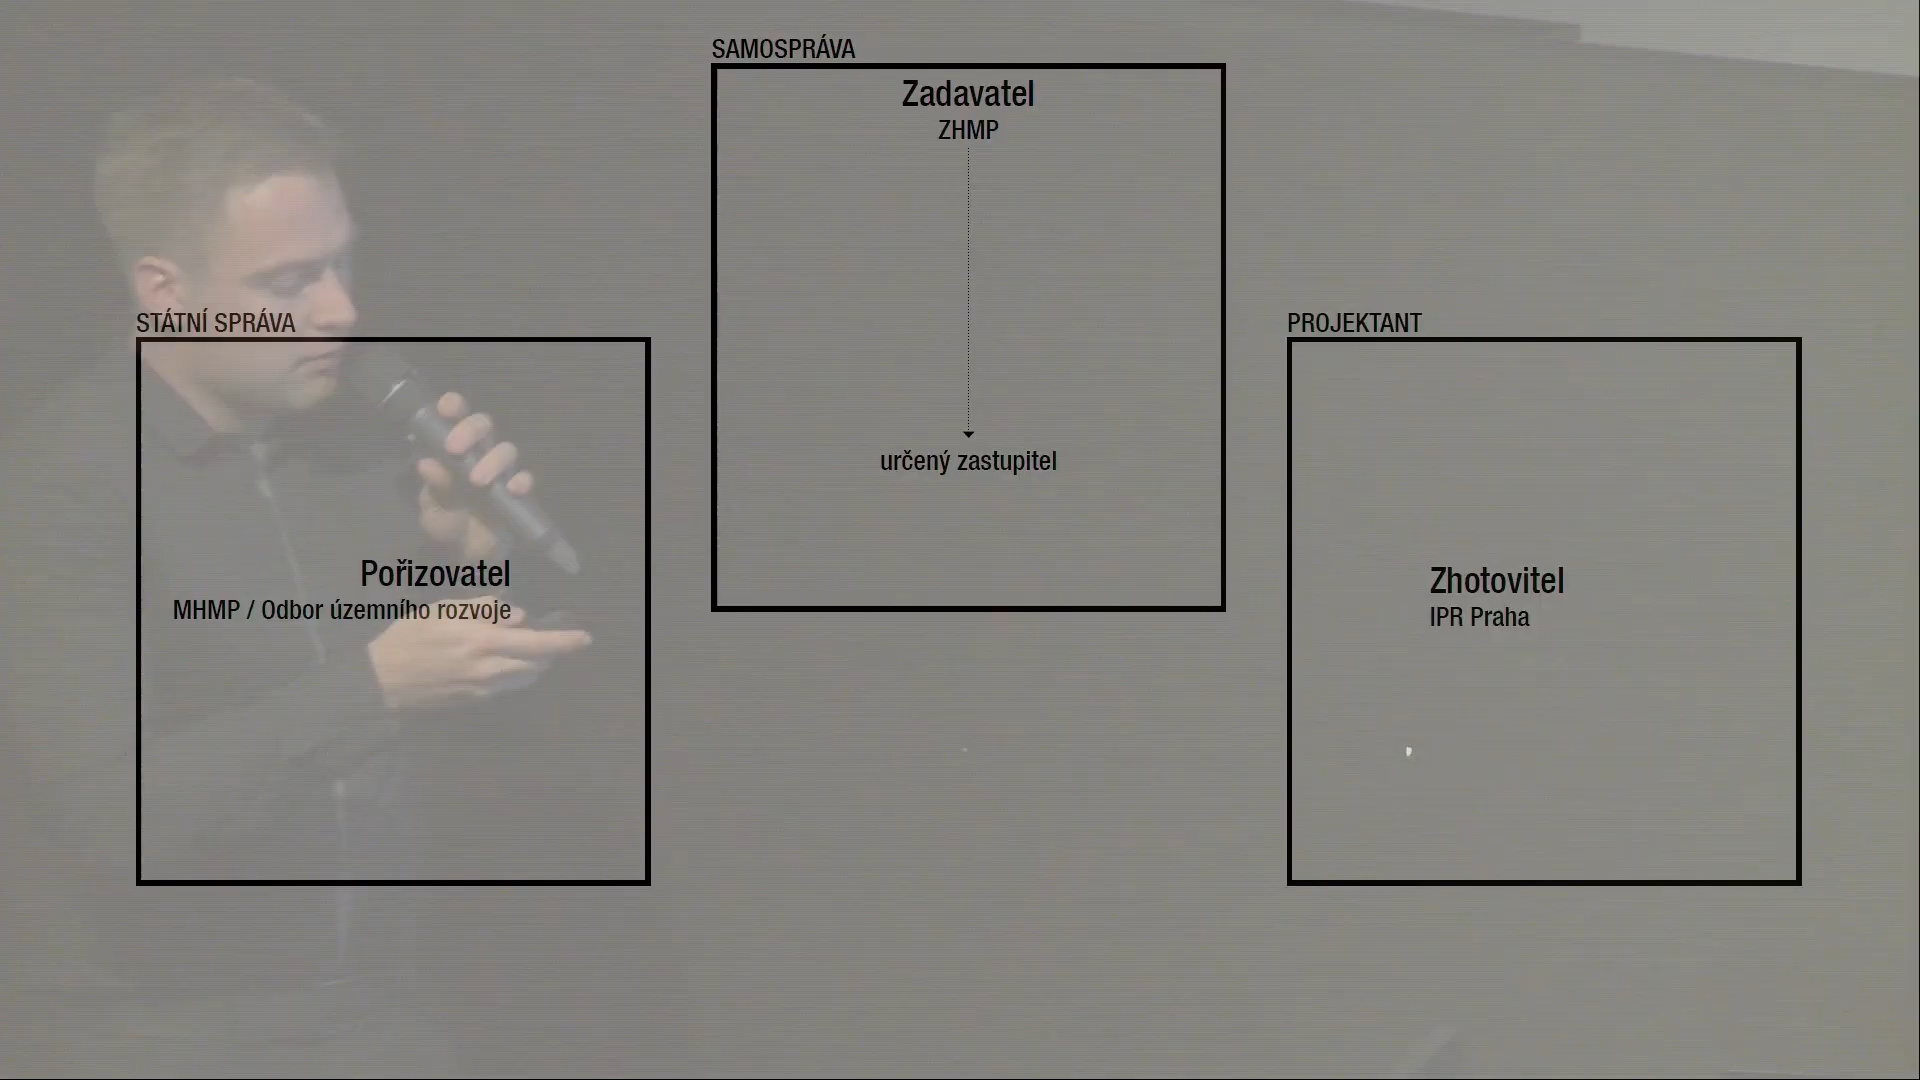 SAMOSPRÁVA
Zadavatel
ZHMP
určený zastupitel
STÁTNÍ SPRÁVA
Pořizovatel
MHMP / Odbor územního rozvoje
PROJEKTANT
Zhotovitel
IPR Praha